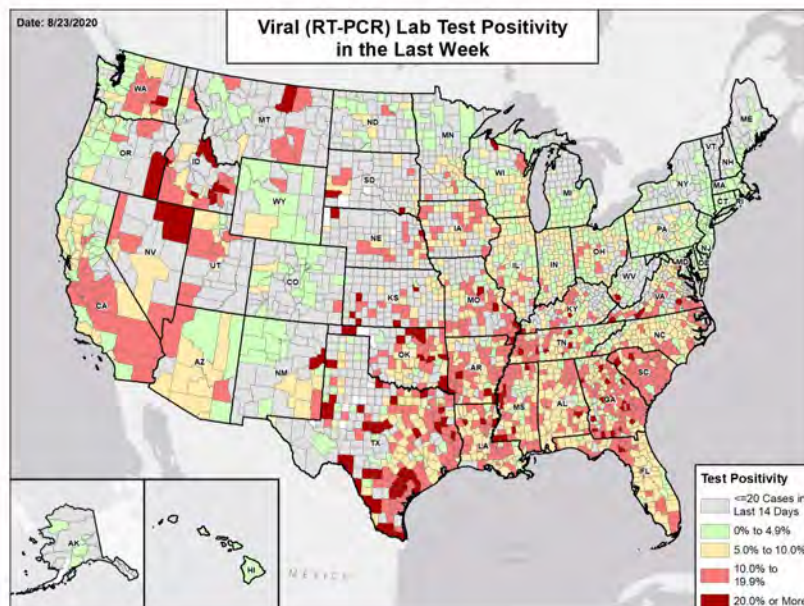 Date: 8/23/2020
Viral (RT-PCR) Lab Test Positivity
in the Last Week
WA
MT
ND
MN
ME
OR
ID
SD
WI
VT
NH
WY
MI
NY
MA
CT
RI
NV
NE
IA
PA
NJ
UT
CO
IL
IN
OH
MD
DE
CA
KS
MO
WV
VA
KY
AZ
NM
OK
AR
TN
NC
SC
TX
LA
MS
AL
GA
FL
AK
HI
MEXICO
Test Positivity
<=20 Cases in
Last 14 Days
0% to 4.9%
5.0% to 10.0%
10.0% to
19.9%
20.0% or More